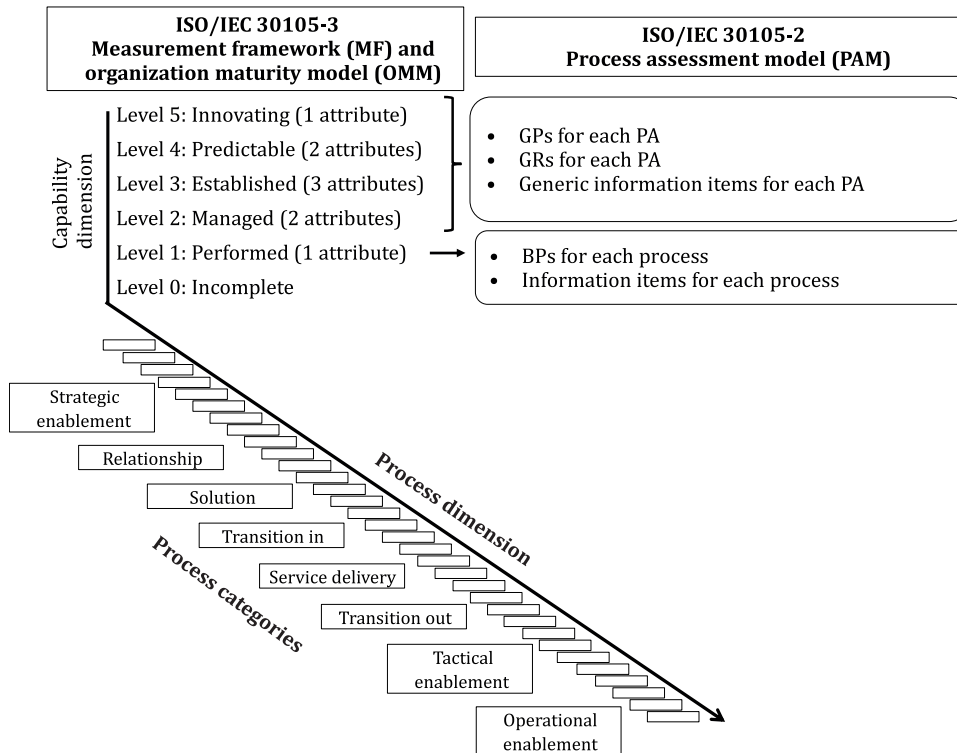 ISO/IEC 30105-3
Measurement framework (MF) and
organization maturity model (OMM)
ISO/IEC 30105-2
Process assessment model (PAM)
Capability
dimension
Level 5: Innovating (1 attribute)
Level 4: Predictable (2 attributes)
Level 3: Established (3 attributes)
Level 2: Managed (2 attributes)
Level 1: Performed (1 attribute)
Level 0: Incomplete
• GPs for each PA
• GRs for each PA
• Generic information items for each PA
• BPs for each process
• Information items for each process
Strategic
enablement
Relationship
Solution
Transition in
Service delivery
Transition out
Tactical
enablement
Operational
enablement
Process dimension
Process categories